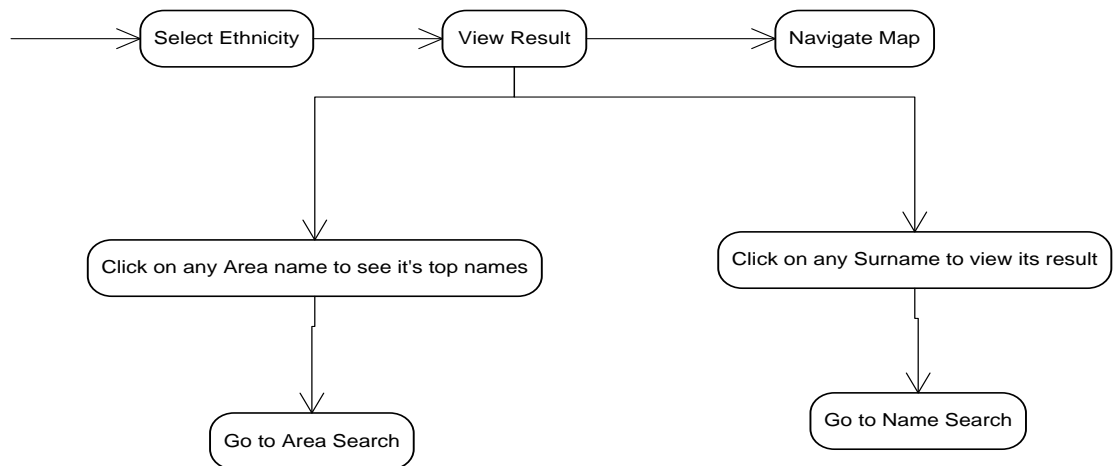 Select Ethnicity
View Result
Navigate Map
Click on any Area name to see it's top names
Click on any Surname to view its result
Go to Area Search
Go to Name Search